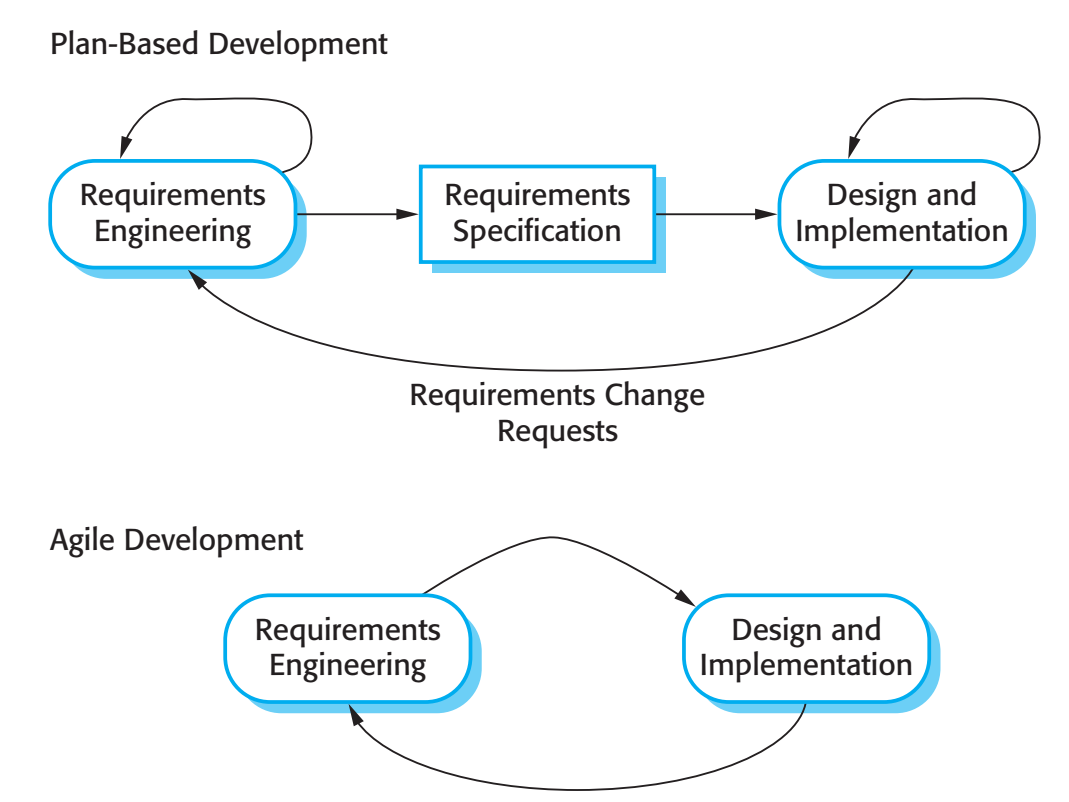 Plan-Based Development
Requirements
Engineering
Requirements
Specification
Design and
Implementation
Requirements Change
Requests
Agile Development
Requirements
Engineering
Design and
Implementation